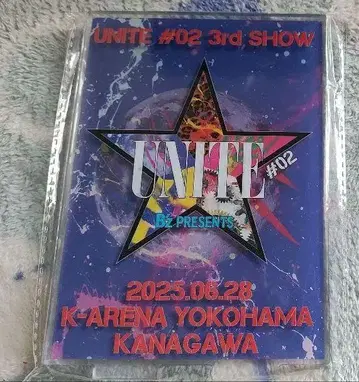 UNITE #02 3rd SHOW
UNITE #02
B'z PRESENTS
2025.06.28
K-ARENA YOKOHAMA
KANAGAWA